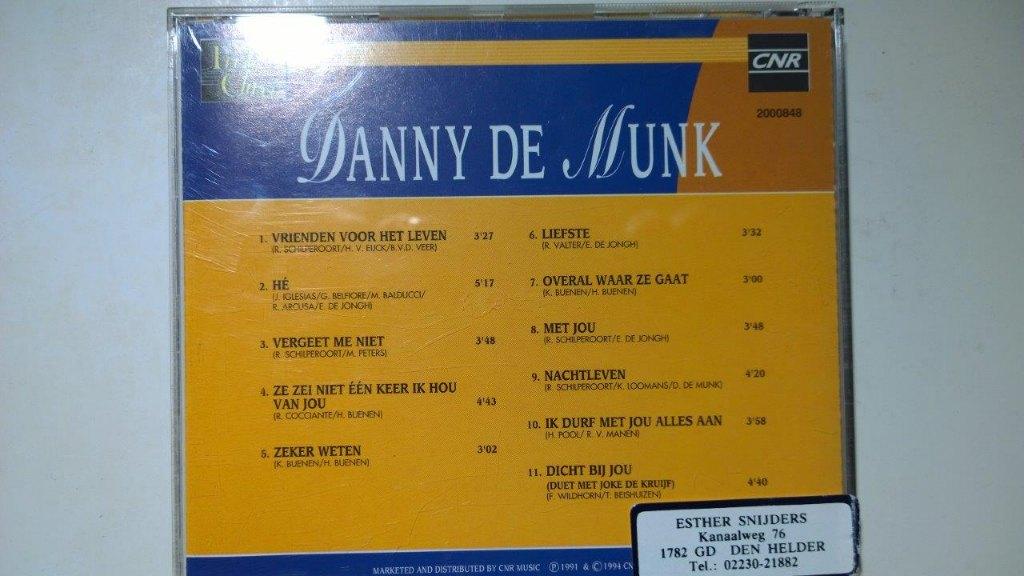 CNR
2000848
DANNY DE MUNK
1. VRIENDEN VOOR HET LEVEN 3'27
(R. SCHILPEROORT/H. V. EIJCK/B.V.D. VEER)
2. HÉ 5'17
(J. IGLESIAS/G. BELFIORE/M. BALDUCCI/
R. ARCUSA/E. DE JONGH)
3. VERGEET ME NIET 3'48
(R. SCHILPEROORT/M. PETERS)
4. ZE ZEI NIET ÉÉN KEER IK HOU
VAN JOU 4'43
(R. COCCIANTE/H. BUENEN)
5. ZEKER WETEN 3'02
(K. BUENEN/H. BUENEN)
6. LIEFSTE 3'32
(R. VALTER/E. DE JONGH)
7. OVERAL WAAR ZE GAAT 3'00
(K. BUENEN/H. BUENEN)
8. MET JOU 3'48
(R. SCHILPEROORT/E. DE JONGH)
9. NACHTLEVEN 4'20
(R. SCHILPEROORT/K. LOOMANS/D. DE MUNK)
10. IK DURF MET JOU ALLES AAN 3'58
(H. POOL/ R. V. MANEN)
11. DICHT BIJ JOU
(DUET MET JOKE DE KRUIJF) 4'40
(F. WILDHORN/T. BEISHUIZEN)
MARKETED AND DISTRIBUTED BY CNR MUSIC ℗ 1991 & © 1994 CN
ESTHER SNIJDERS
Kanaalweg 76
1782 GD DEN HELDER
Tel.: 02230-21882